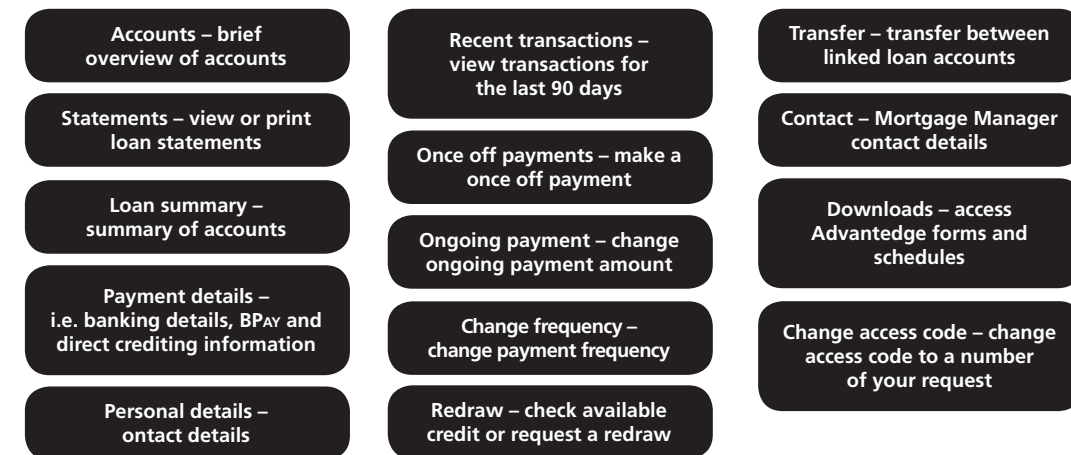 Accounts – brief
overview of accounts
Statements – view or print
loan statements
Loan summary –
summary of accounts
Payment details –
i.e. banking details, BPAY and
direct crediting information
Personal details –
ontact details
Recent transactions –
view transactions for
the last 90 days
Once off payments – make a
once off payment
Ongoing payment – change
ongoing payment amount
Change frequency –
change payment frequency
Redraw – check available
credit or request a redraw
Transfer – transfer between
linked loan accounts
Contact – Mortgage Manager
contact details
Downloads – access
Advantedge forms and
schedules
Change access code – change
access code to a number
of your request